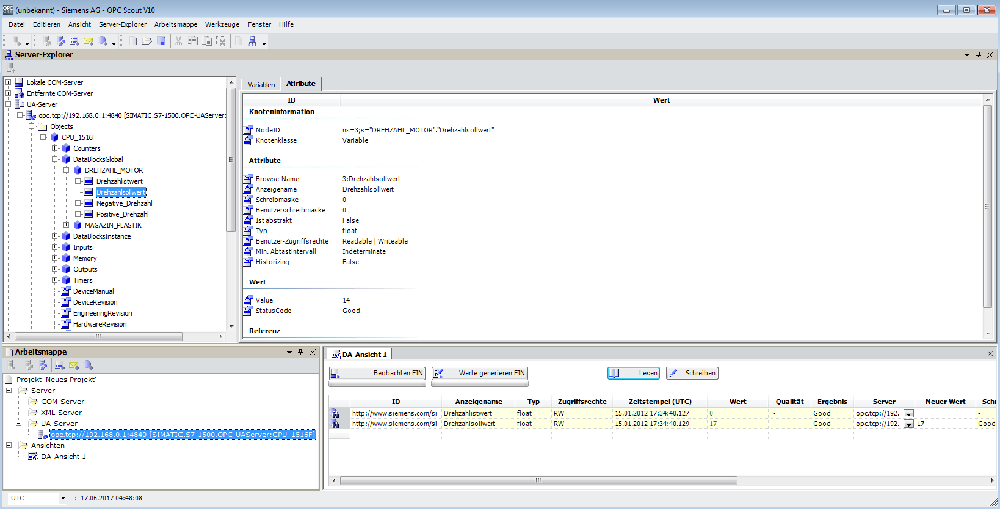 (unbekannt) - Siemens AG - OPC Scout V10
Datei Editieren Ansicht Server-Explorer Arbeitsmappe Werkzeuge Fenster Hilfe
Server-Explorer
Lokale COM-Server
Entfernte COM-Server
UA-Server
opc.tcp://192.168.0.1:4840 [SIMATIC.S7-1500.OPC-UAServer:
Objects
CPU_1516F
Counters
DataBlocksGlobal
DREHZAHL_MOTOR
Drehzahlistwert
Drehzahlsollwert
Negative_Drehzahl
Positive_Drehzahl
MAGAZIN_PLASTIK
DataBlocksInstance
Inputs
Memory
Outputs
Timers
DeviceManual
DeviceRevision
EngineeringRevision
HardwareRevision
Variablen Attribute
ID Wert
Knoteninformation
NodeID ns=3;s="DREHZAHL_MOTOR"."Drehzahlsollwert"
Knotenklasse Variable
Attribute
Browse-Name 3:Drehzahlsollwert
Anzeigename Drehzahlsollwert
Schreibmaske 0
Benutzerschreibmaske 0
Ist abstrakt False
Typ float
Benutzer-Zugriffsrechte Readable | Writeable
Min. Abtastintervall Indeterminate
Historizing False
Wert
Value 14
StatusCode Good
Referenz
Arbeitsmappe
Projekt 'Neues Projekt'
Server
COM-Server
XML-Server
UA-Server
opc.tcp://192.168.0.1:4840 [SIMATIC.S7-1500.OPC-UAServer:CPU_1516F]
Ansichten
DA-Ansicht 1
DA-Ansicht 1
Beobachten EIN Werte generieren EIN Lesen Schreiben
ID Anzeigename Typ Zugriffsrechte Zeitstempel (UTC) Wert Qualität Ergebnis Server Neuer Wert Schr
http://www.siemens.com/si Drehzahlistwert float RW 15.01.2012 17:34:40.127 0 - Good opc.tcp://192. -
http://www.siemens.com/si Drehzahlsollwert float RW 15.01.2012 17:34:40.129 17 - Good opc.tcp://192. 17 Good
UTC : 17.06.2017 04:48:08